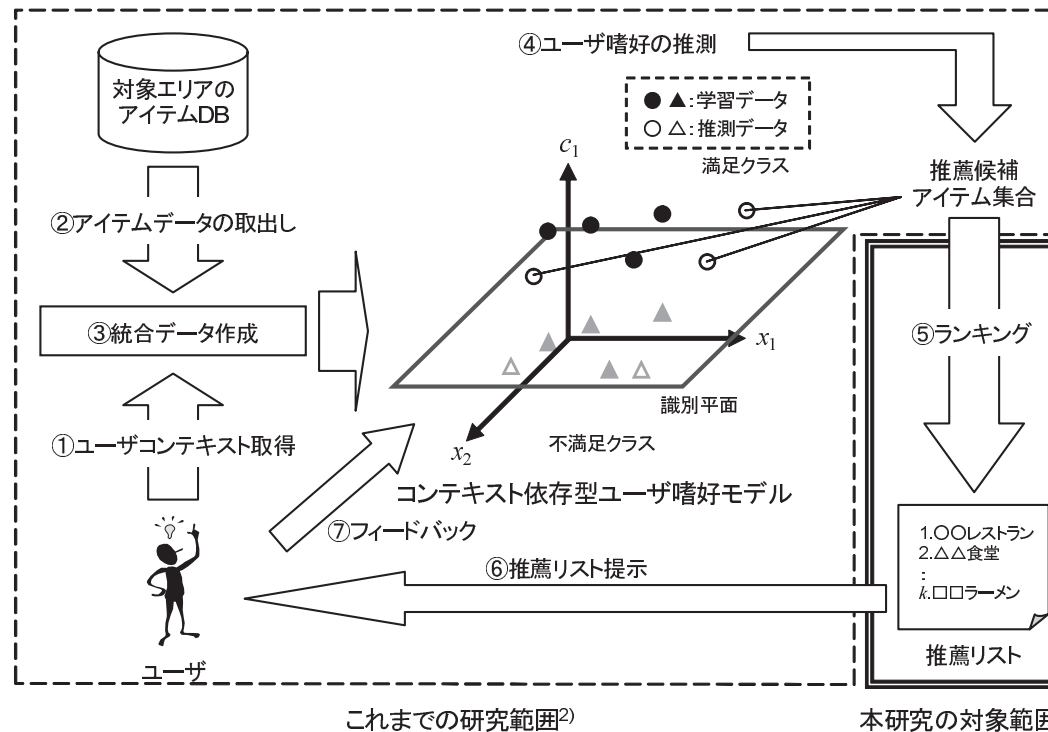 ④ユーザ嗜好の推測
対象エリアの
アイテムDB
●▲:学習データ
○△:推測データ
c1
満足クラス
推薦候補
アイテム集合
②アイテムデータの取出し
③統合データ作成
x1
⑤ランキング
識別平面
①ユーザコンテキスト取得
x2
不満足クラス
コンテキスト依存型ユーザ嗜好モデル
⑦フィードバック
1.○○レストラン
2.△△食堂
:
k.□□ラーメン
⑥推薦リスト提示
推薦リスト
ユーザ
これまでの研究範囲2)
本研究の対象範囲